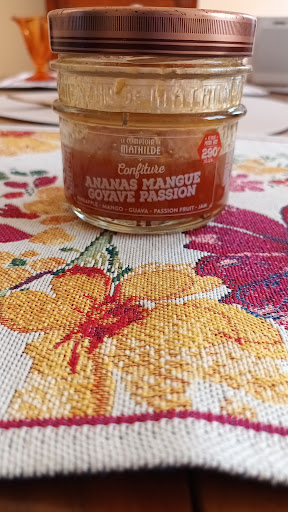 LE COMPTOIR DE
MATHILDE
Confiture
ANANAS MANGUE
GOYAVE PASSION
PINEAPPLE - MANGO - GUAVA - PASSION FRUIT - JAM
250